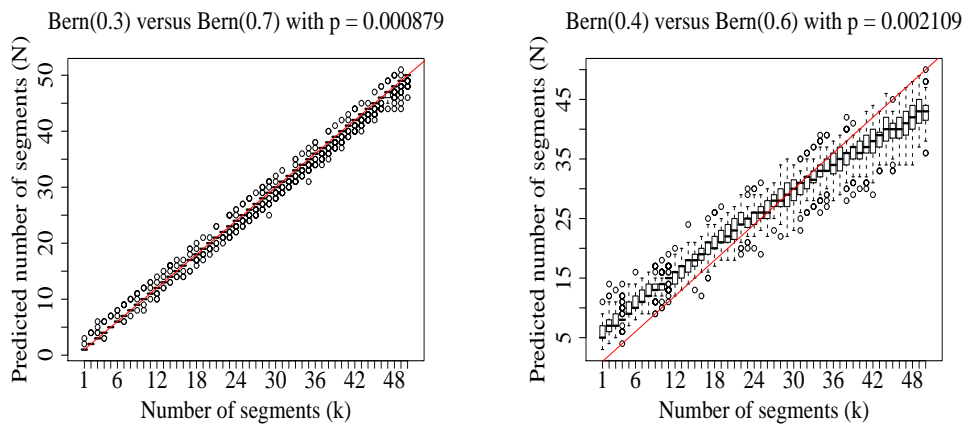 Bern(0.3) versus Bern(0.7) with p = 0.000879
Predicted number of segments (N)
50
40
30
20
10
0
1 6 12 18 24 30 36 42 48
Number of segments (k)
Bern(0.4) versus Bern(0.6) with p = 0.002109
Predicted number of segments (N)
45
35
25
15
5
1 6 12 18 24 30 36 42 48
Number of segments (k)